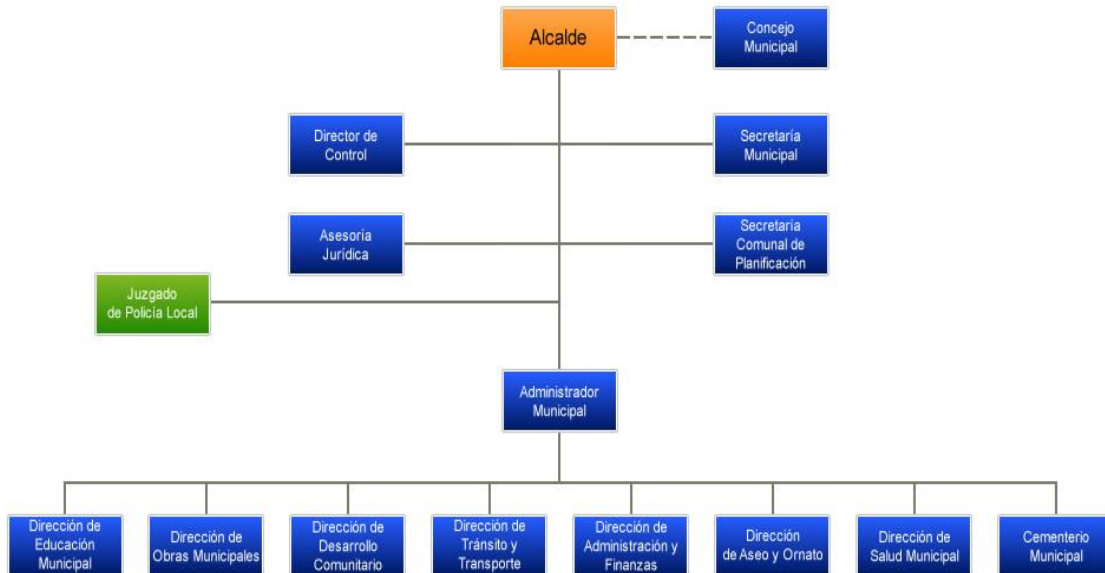 Alcalde
Concejo
Municipal
Director de
Control
Secretaría
Municipal
Asesoría
Jurídica
Secretaría
Comunal de
Planificación
Juzgado
de Policía Local
Administrador
Municipal
Dirección de
Educación
Municipal
Dirección de
Obras Municipales
Dirección de
Desarrollo
Comunitario
Dirección de
Tránsito y
Transporte
Dirección de
Administración y
Finanzas
Dirección
de Aseo y Ornato
Dirección de
Salud Municipal
Cementerio
Municipal